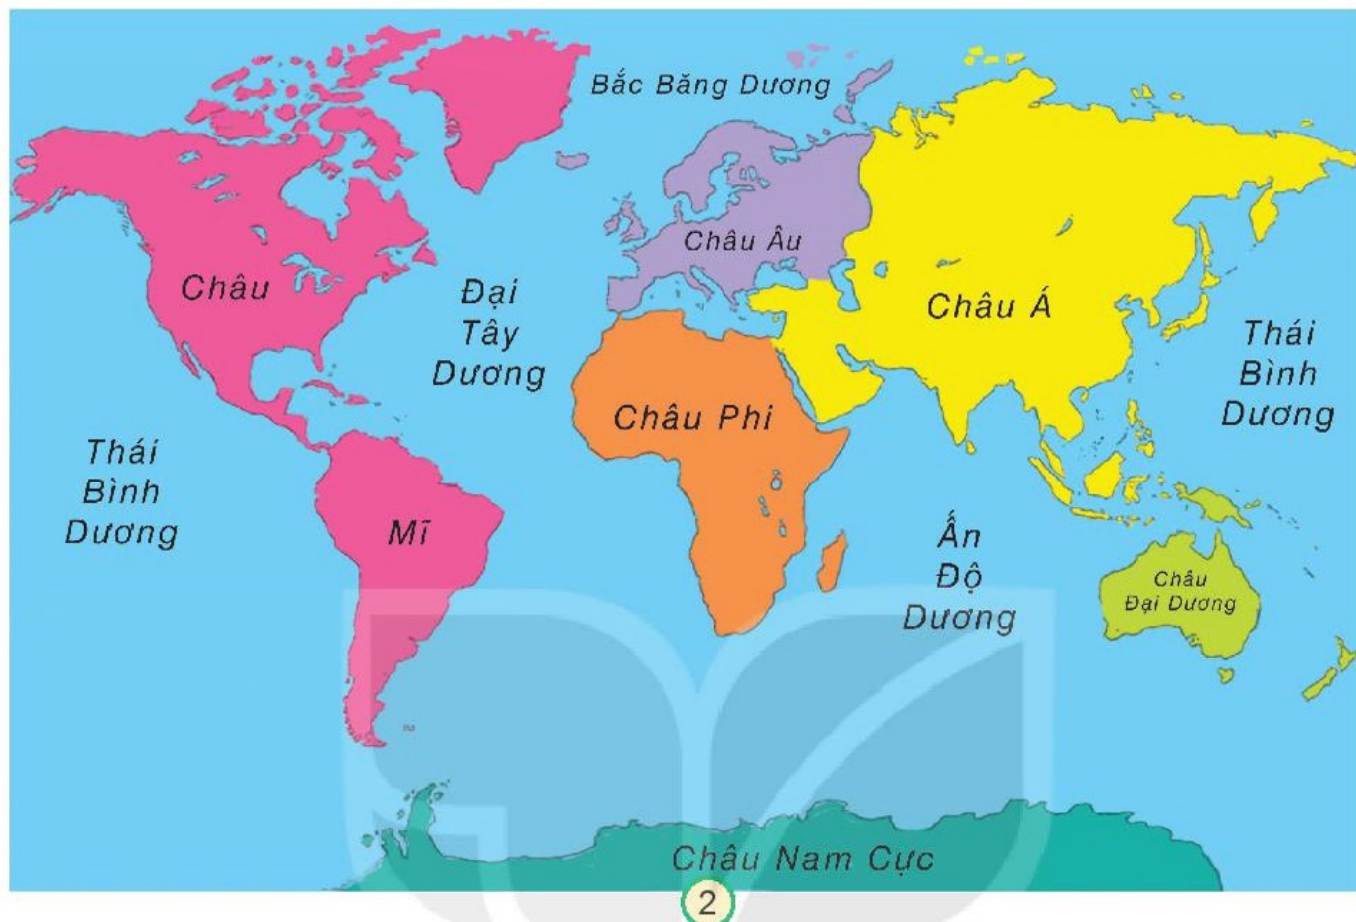 Bắc Băng Dương
Châu Âu
Châu
Đại
Tây
Dương
Châu Á
Thái
Bình
Dương
Châu Phi
Thái
Bình
Dương
Mĩ
Ấn
Độ
Dương
Châu
Đại Dương
Châu Nam Cực
2